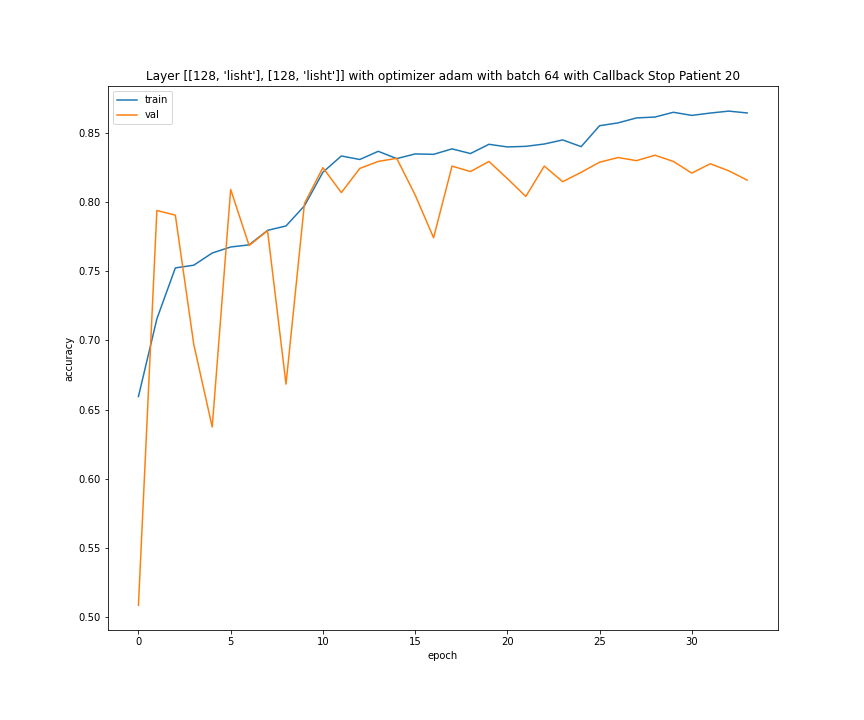 Layer [[128, 'lisht'], [128, 'lisht']] with optimizer adam with batch 64 with Callback Stop Patient 20
train
val
0.85
0.80
0.75
0.70
0.65
0.60
0.55
0.50
accuracy
0 5 10 15 20 25 30
epoch